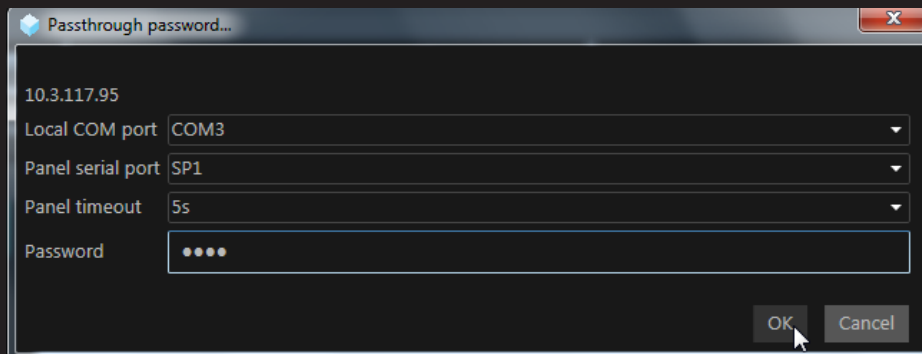 Passthrough password...
10.3.117.95
Local COM port COM3
Panel serial port SP1
Panel timeout 5s
Password ●●●●
OK Cancel